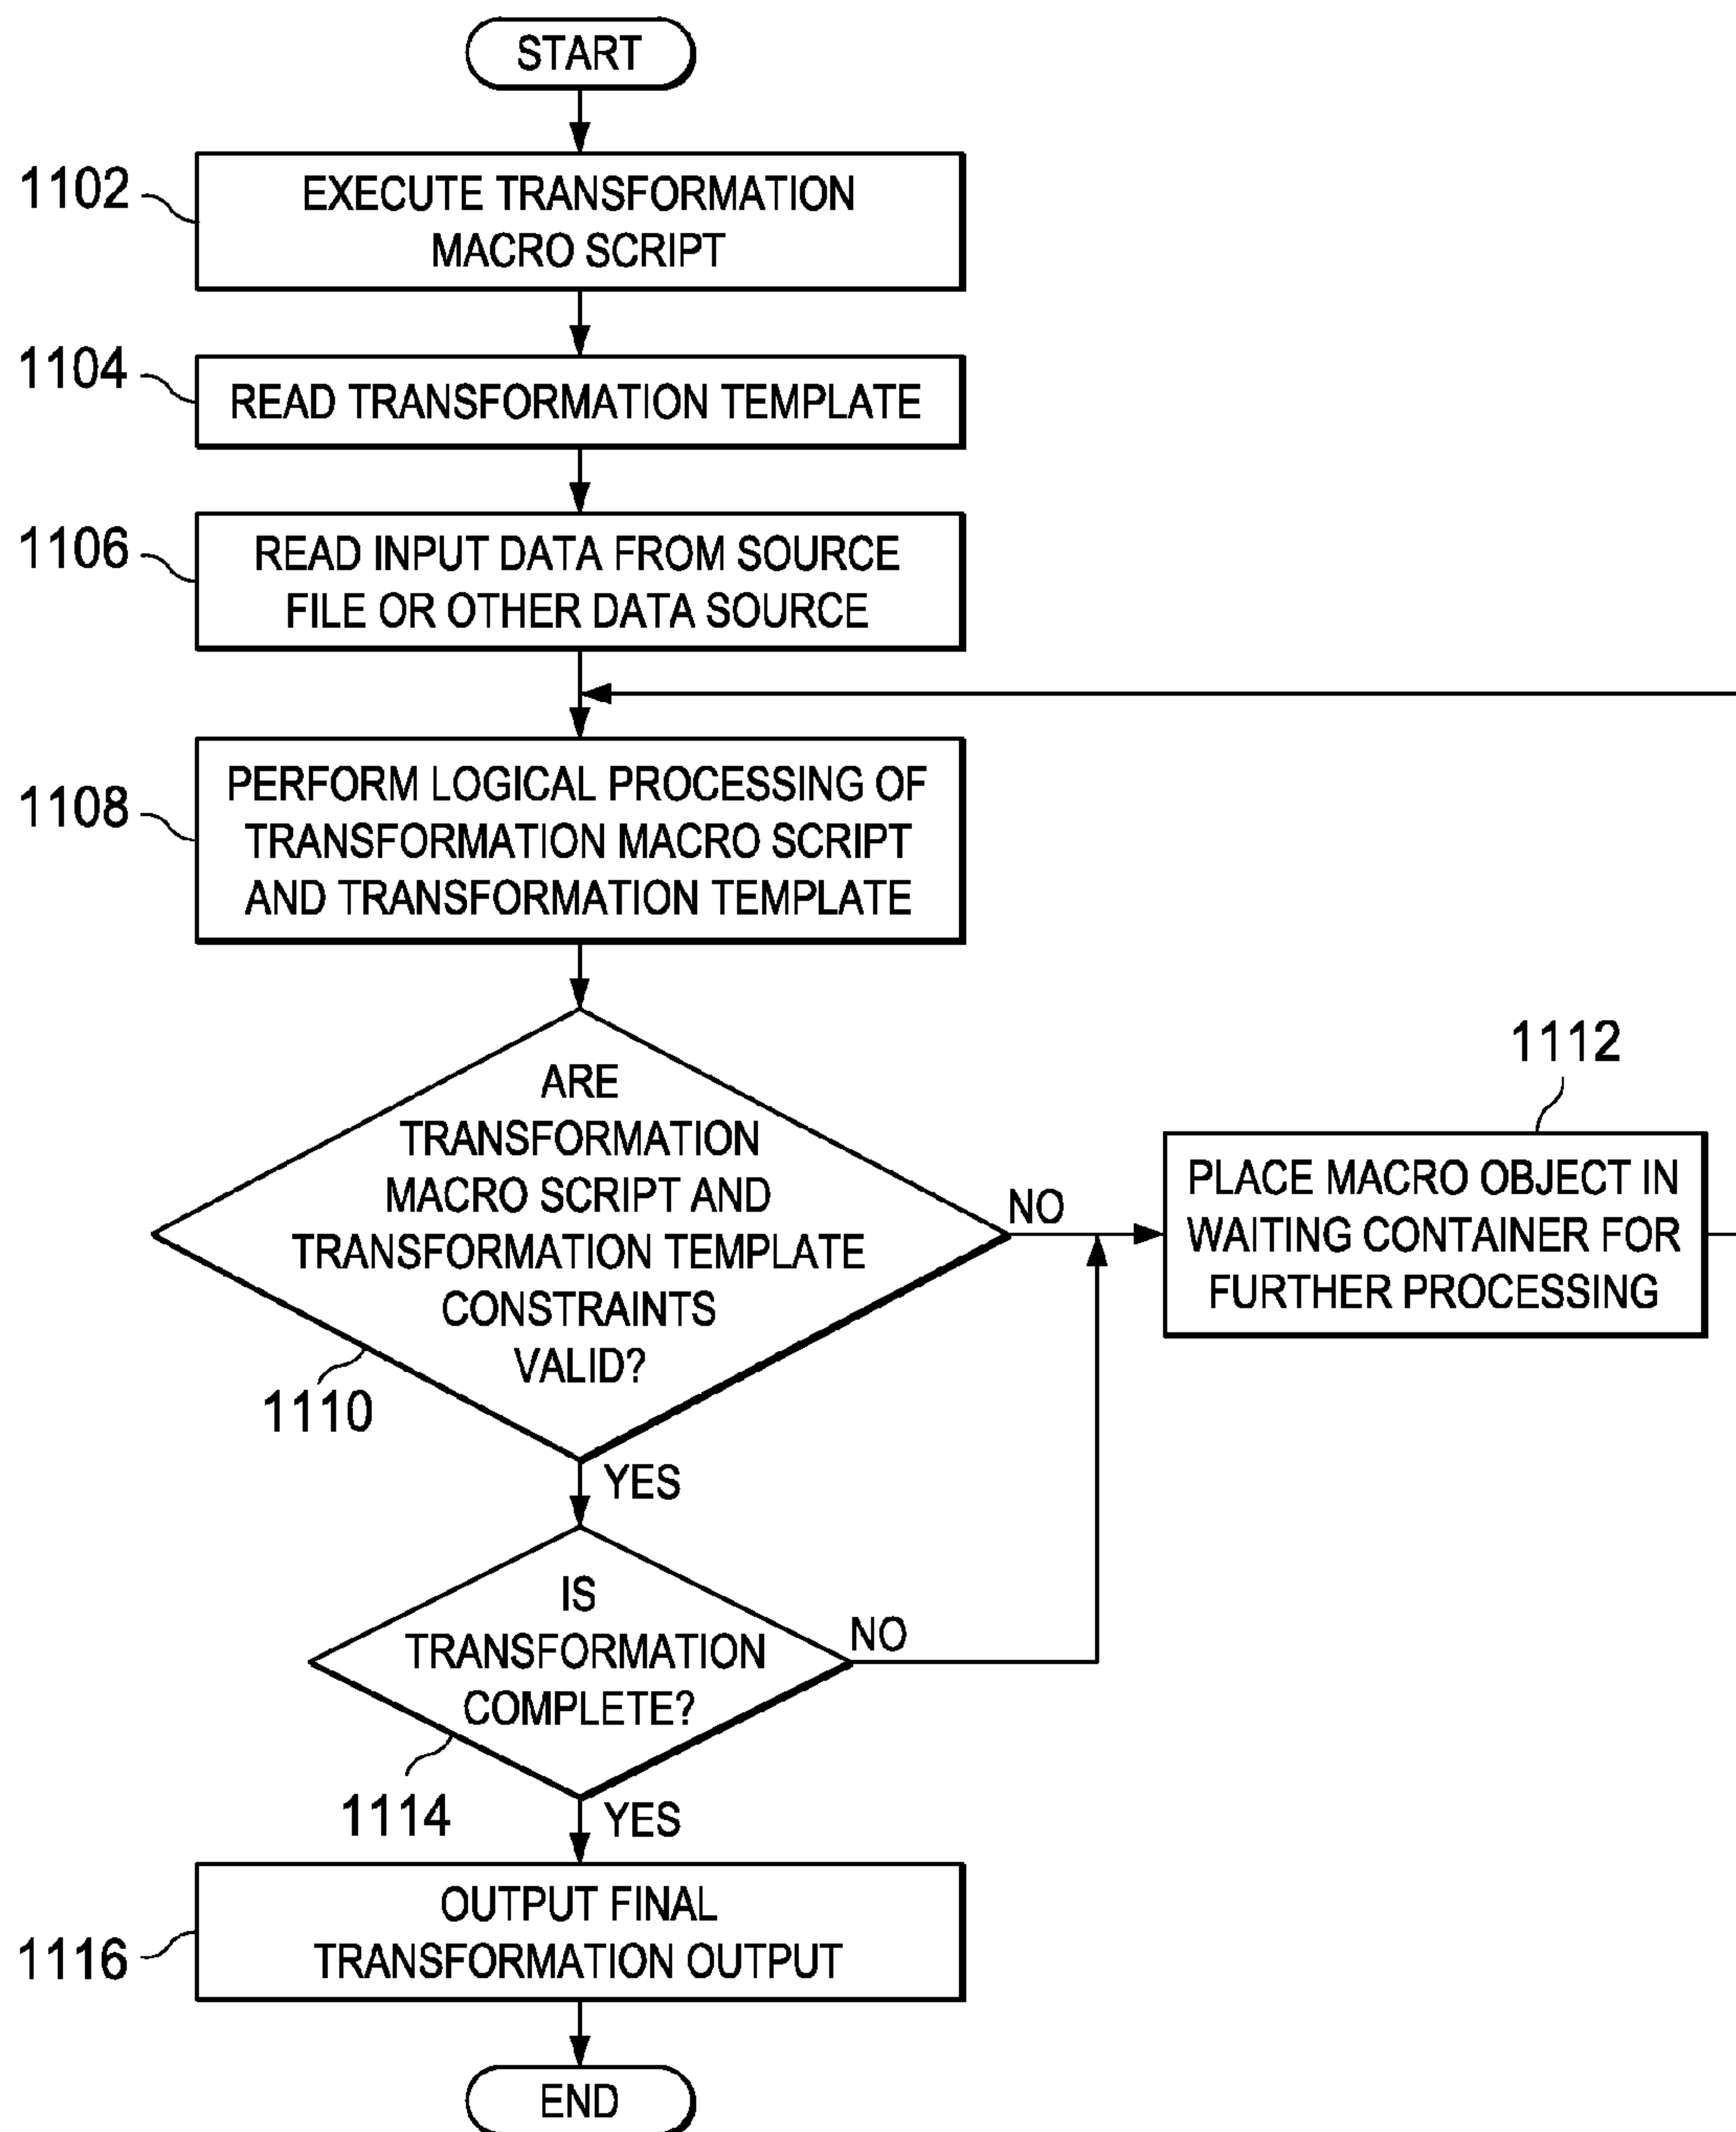 START
1102
EXECUTE TRANSFORMATION
MACRO SCRIPT
1104
READ TRANSFORMATION TEMPLATE
1106
READ INPUT DATA FROM SOURCE
FILE OR OTHER DATA SOURCE
1108
PERFORM LOGICAL PROCESSING OF
TRANSFORMATION MACRO SCRIPT
AND TRANSFORMATION TEMPLATE
ARE
TRANSFORMATION
MACRO SCRIPT AND
TRANSFORMATION TEMPLATE
CONSTRAINTS
VALID?
1110
NO
1112
PLACE MACRO OBJECT IN
WAITING CONTAINER FOR
FURTHER PROCESSING
YES
IS
TRANSFORMATION
COMPLETE?
NO
1114
YES
1116
OUTPUT FINAL
TRANSFORMATION OUTPUT
END